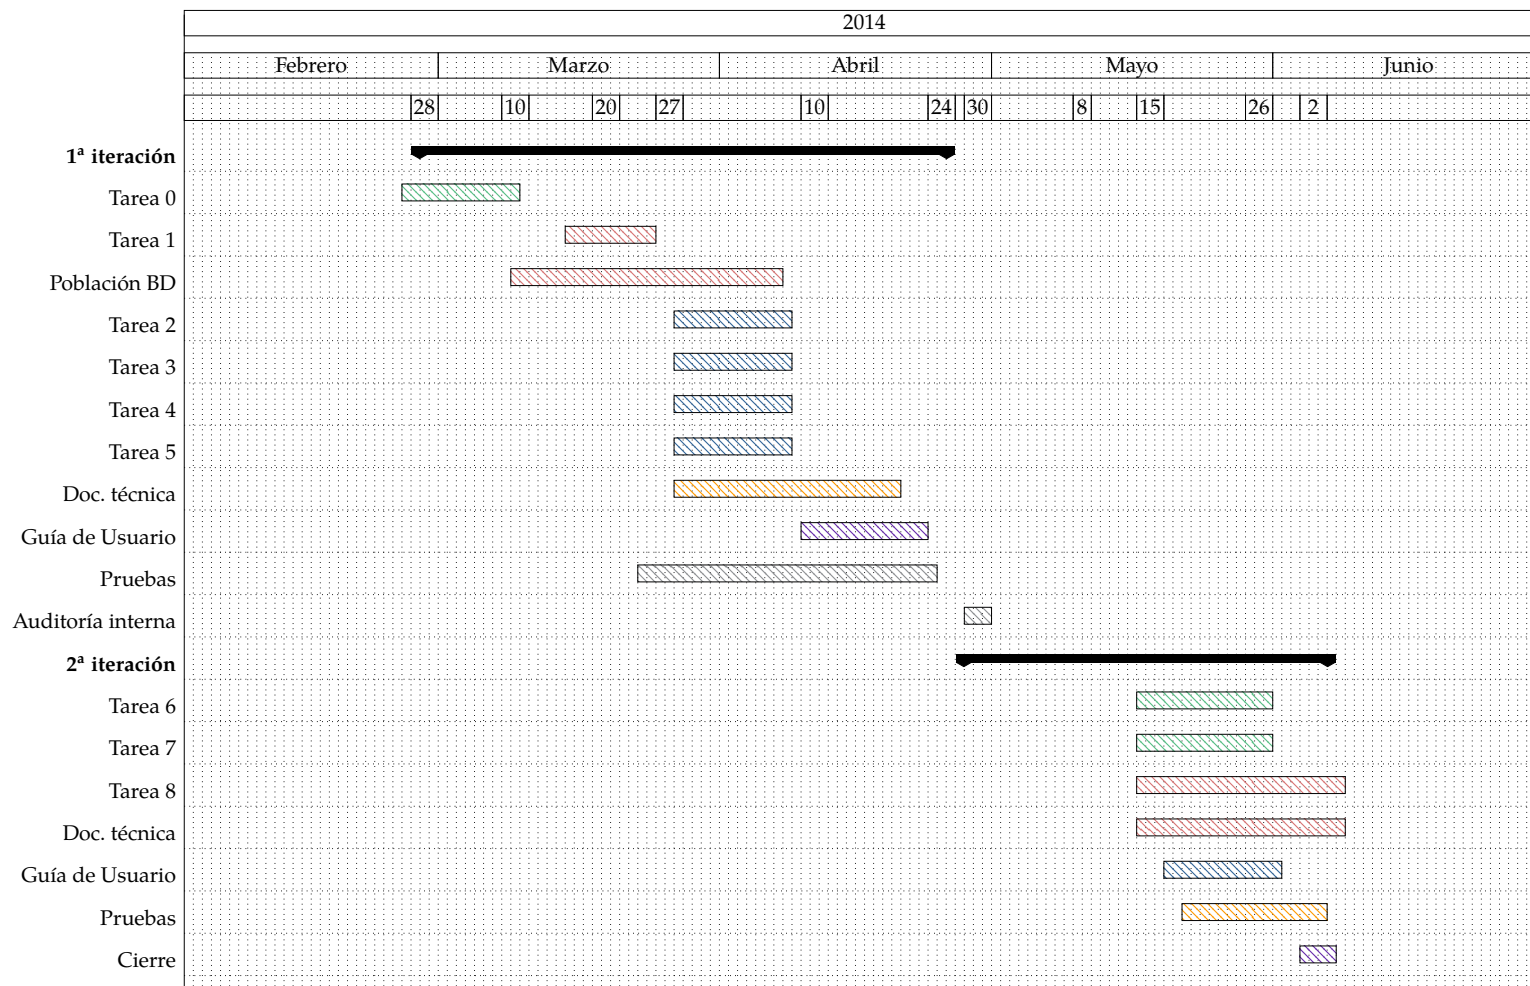 2014
Febrero Marzo Abril Mayo Junio
28 10 20 27 10 24 30 8 15 26 2
1ª iteración
Tarea 0
Tarea 1
Población BD
Tarea 2
Tarea 3
Tarea 4
Tarea 5
Doc. técnica
Guía de Usuario
Pruebas
Auditoría interna
2ª iteración
Tarea 6
Tarea 7
Tarea 8
Doc. técnica
Guía de Usuario
Pruebas
Cierre